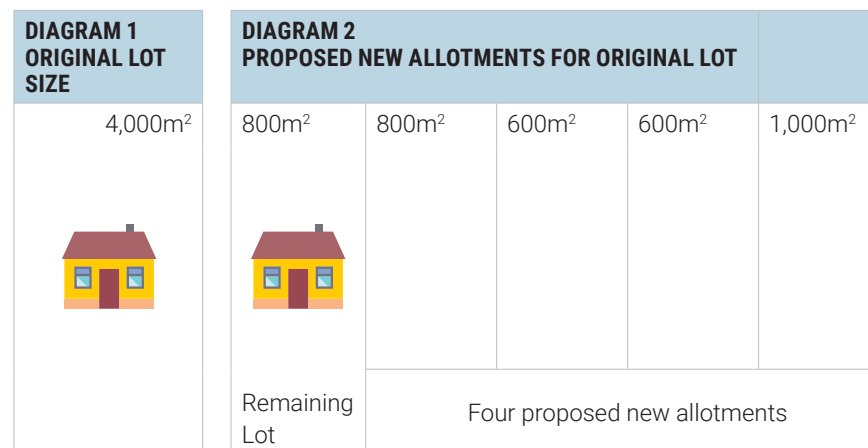 DIAGRAM 1
ORIGINAL LOT
SIZE
4,000m²
DIAGRAM 2
PROPOSED NEW ALLOTMENTS FOR ORIGINAL LOT
800m²
800m²
600m²
600m²
1,000m²
Remaining
Lot
Four proposed new allotments